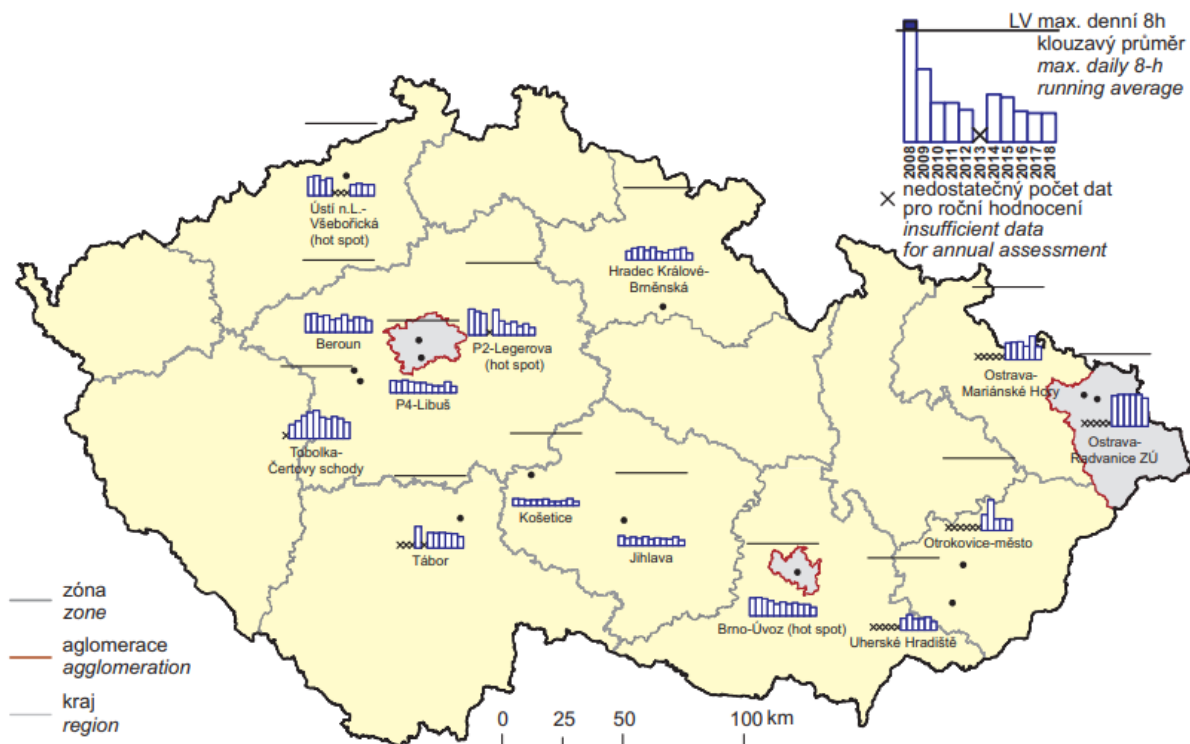 LV max. denní 8h
klouzavý průměr
max. daily 8-h
running average
2008
2009
2010
2011
2012
2013
2014
2015
2016
2017
2018
× nedostatečný počet dat
pro roční hodnocení
insufficient data
for annual assessment
Ústí n.L.-
Všebořická
(hot spot)
Hradec Králové-
Brněnská
Beroun
P2-Legerova
(hot spot)
P4-Libuš
Ostrava-
Mariánské Hory
Ostrava-
Radvanice ZÚ
Tobolka-
Čertovy schody
Košetice
Jihlava
Tábor
Otrokovice-město
Brno-Úvoz (hot spot)
Uherské Hradiště
zóna
zone
aglomerace
agglomeration
kraj
region
0 25 50 100 km